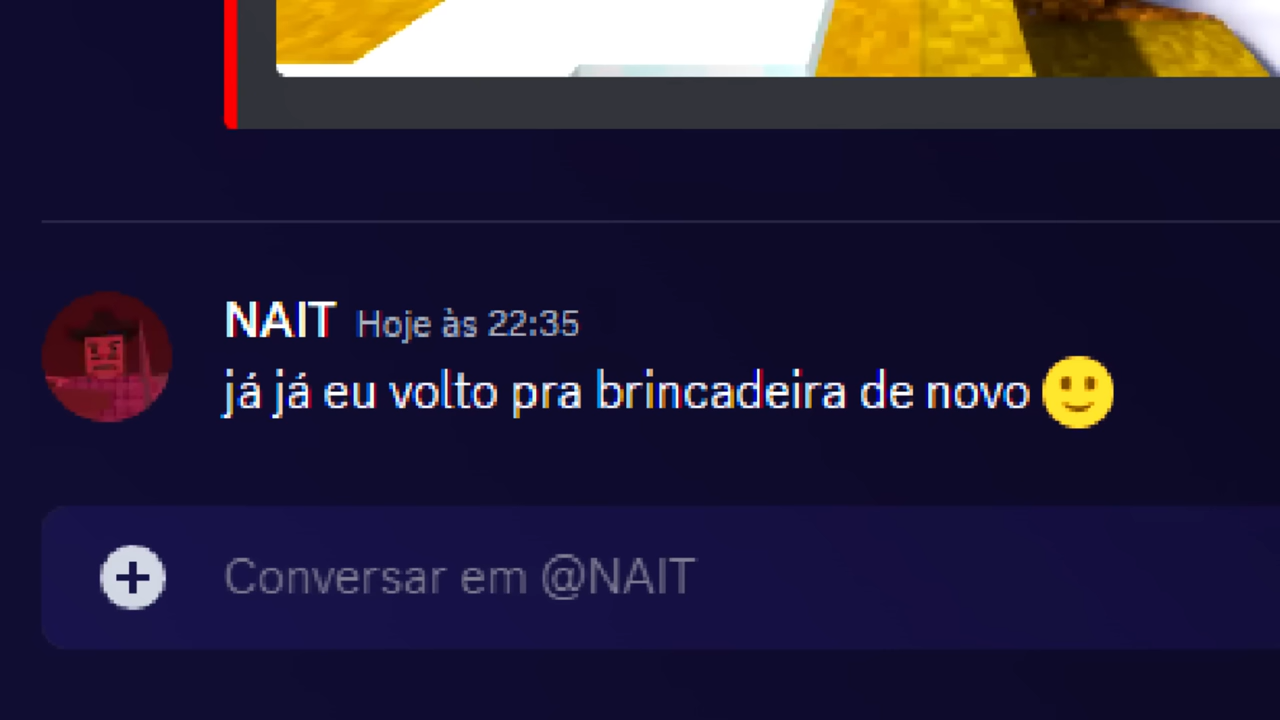 NAIT Hoje às 22:35
já já eu volto pra brincadeira de novo 🙂
Conversar em @NAIT